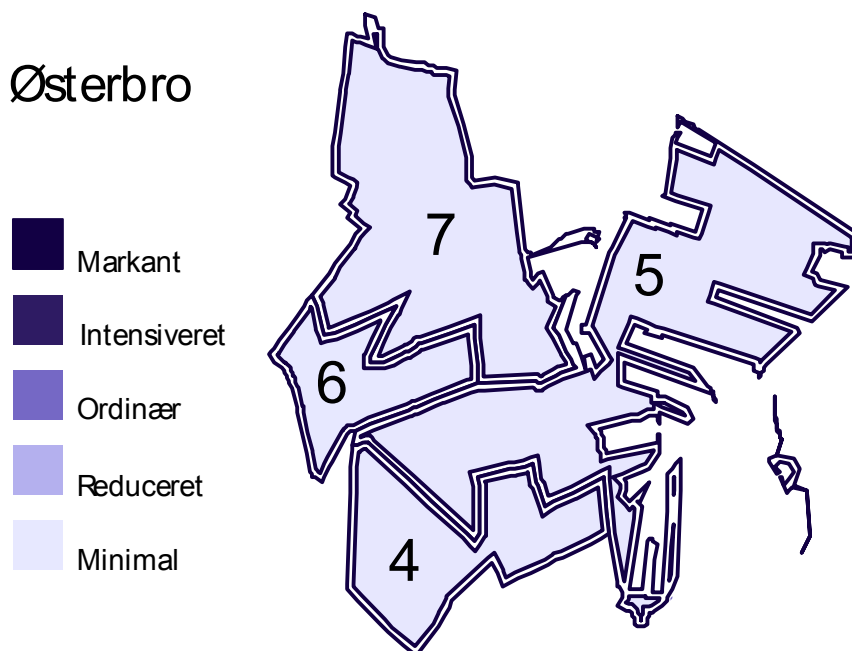 Østerbro
Markant
Intensiveret
Ordinær
Reduceret
Minimal
7
5
6
4